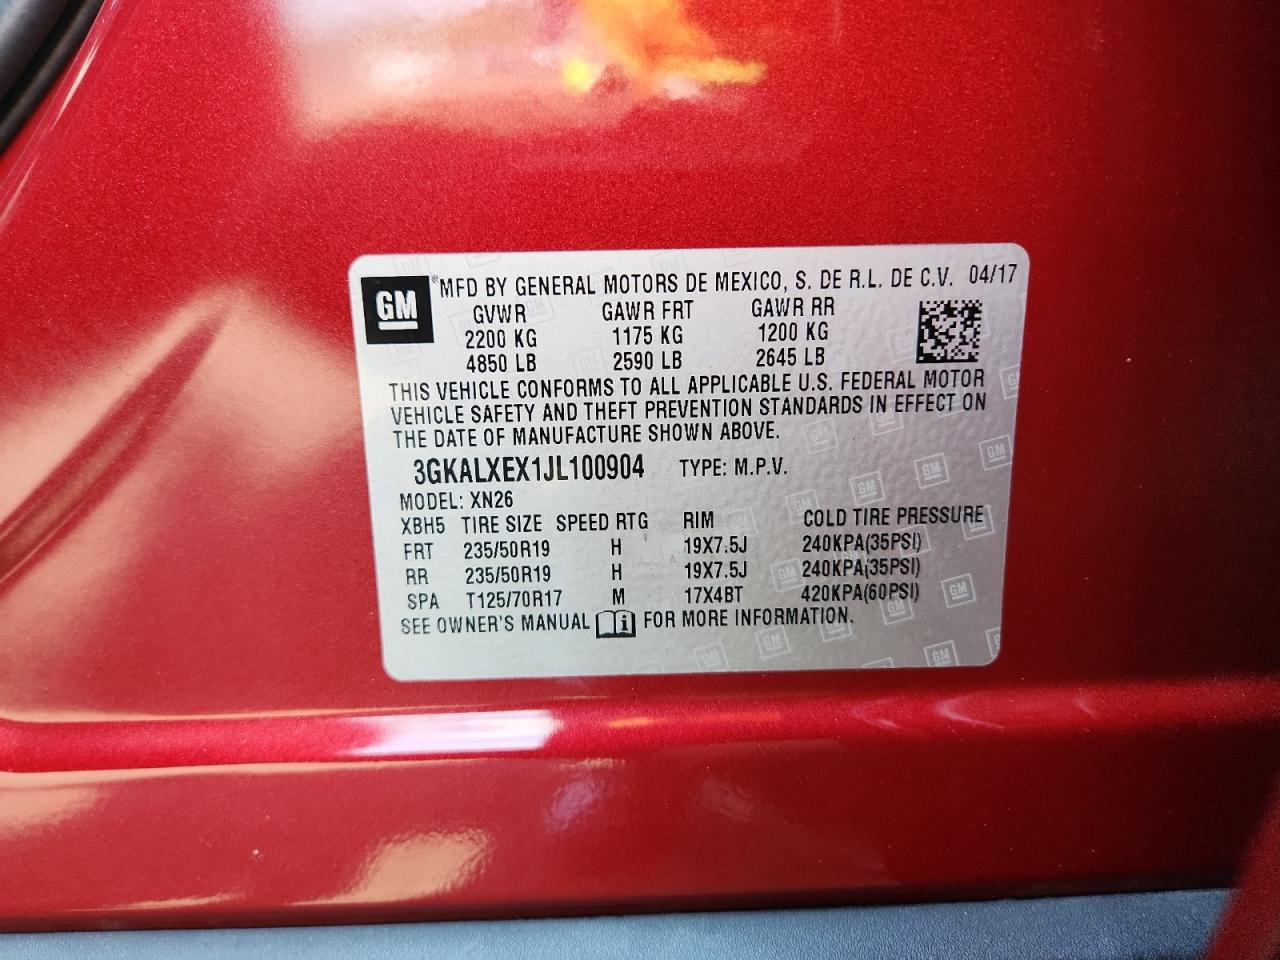 GM ® MFD BY GENERAL MOTORS DE MEXICO, S. DE R.L. DE C.V. 04/17
GVWR GAWR FRT GAWR RR
2200 KG 1175 KG 1200 KG
4850 LB 2590 LB 2645 LB
THIS VEHICLE CONFORMS TO ALL APPLICABLE U.S. FEDERAL MOTOR
VEHICLE SAFETY AND THEFT PREVENTION STANDARDS IN EFFECT ON
THE DATE OF MANUFACTURE SHOWN ABOVE.
3GKALXEX1JL100904 TYPE: M.P.V.
MODEL: XN26
XBH5 TIRE SIZE SPEED RTG RIM COLD TIRE PRESSURE
FRT 235/50R19 H 19X7.5J 240KPA(35PSI)
RR 235/50R19 H 19X7.5J 240KPA(35PSI)
SPA T125/70R17 M 17X4BT 420KPA(60PSI)
SEE OWNER'S MANUAL i FOR MORE INFORMATION.